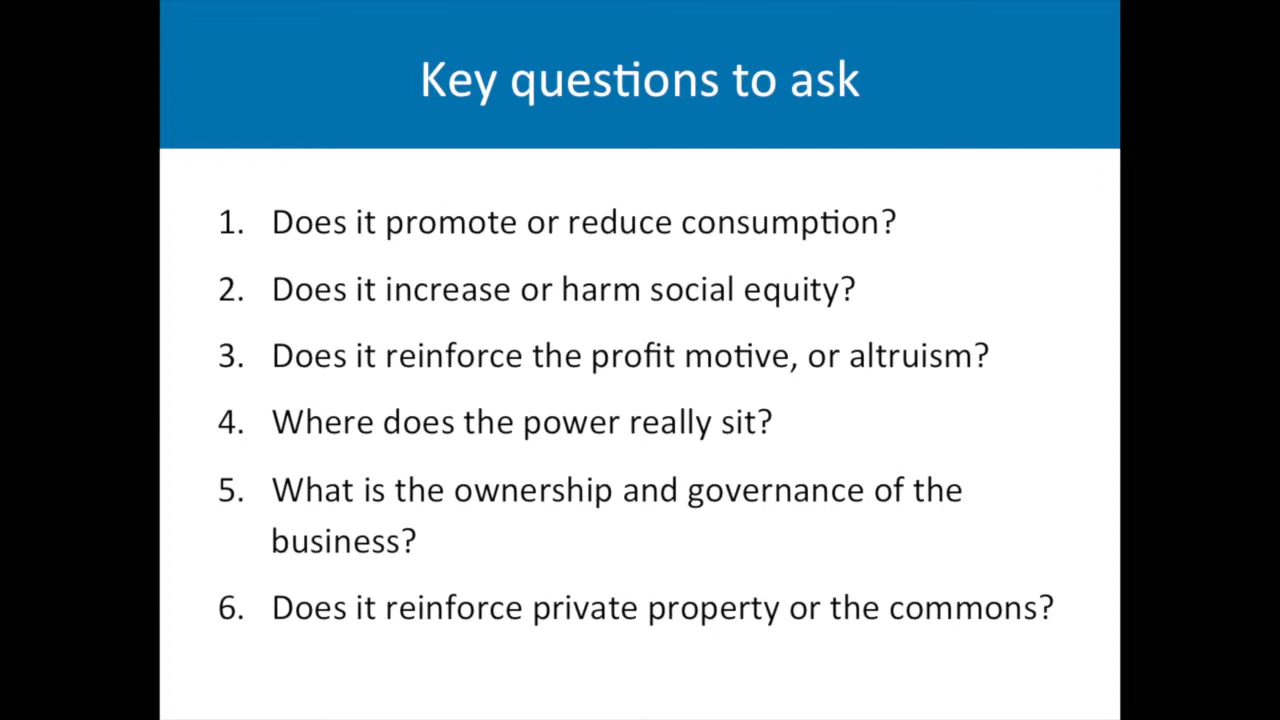 Key questions to ask
1. Does it promote or reduce consumption?
2. Does it increase or harm social equity?
3. Does it reinforce the profit motive, or altruism?
4. Where does the power really sit?
5. What is the ownership and governance of the
business?
6. Does it reinforce private property or the commons?